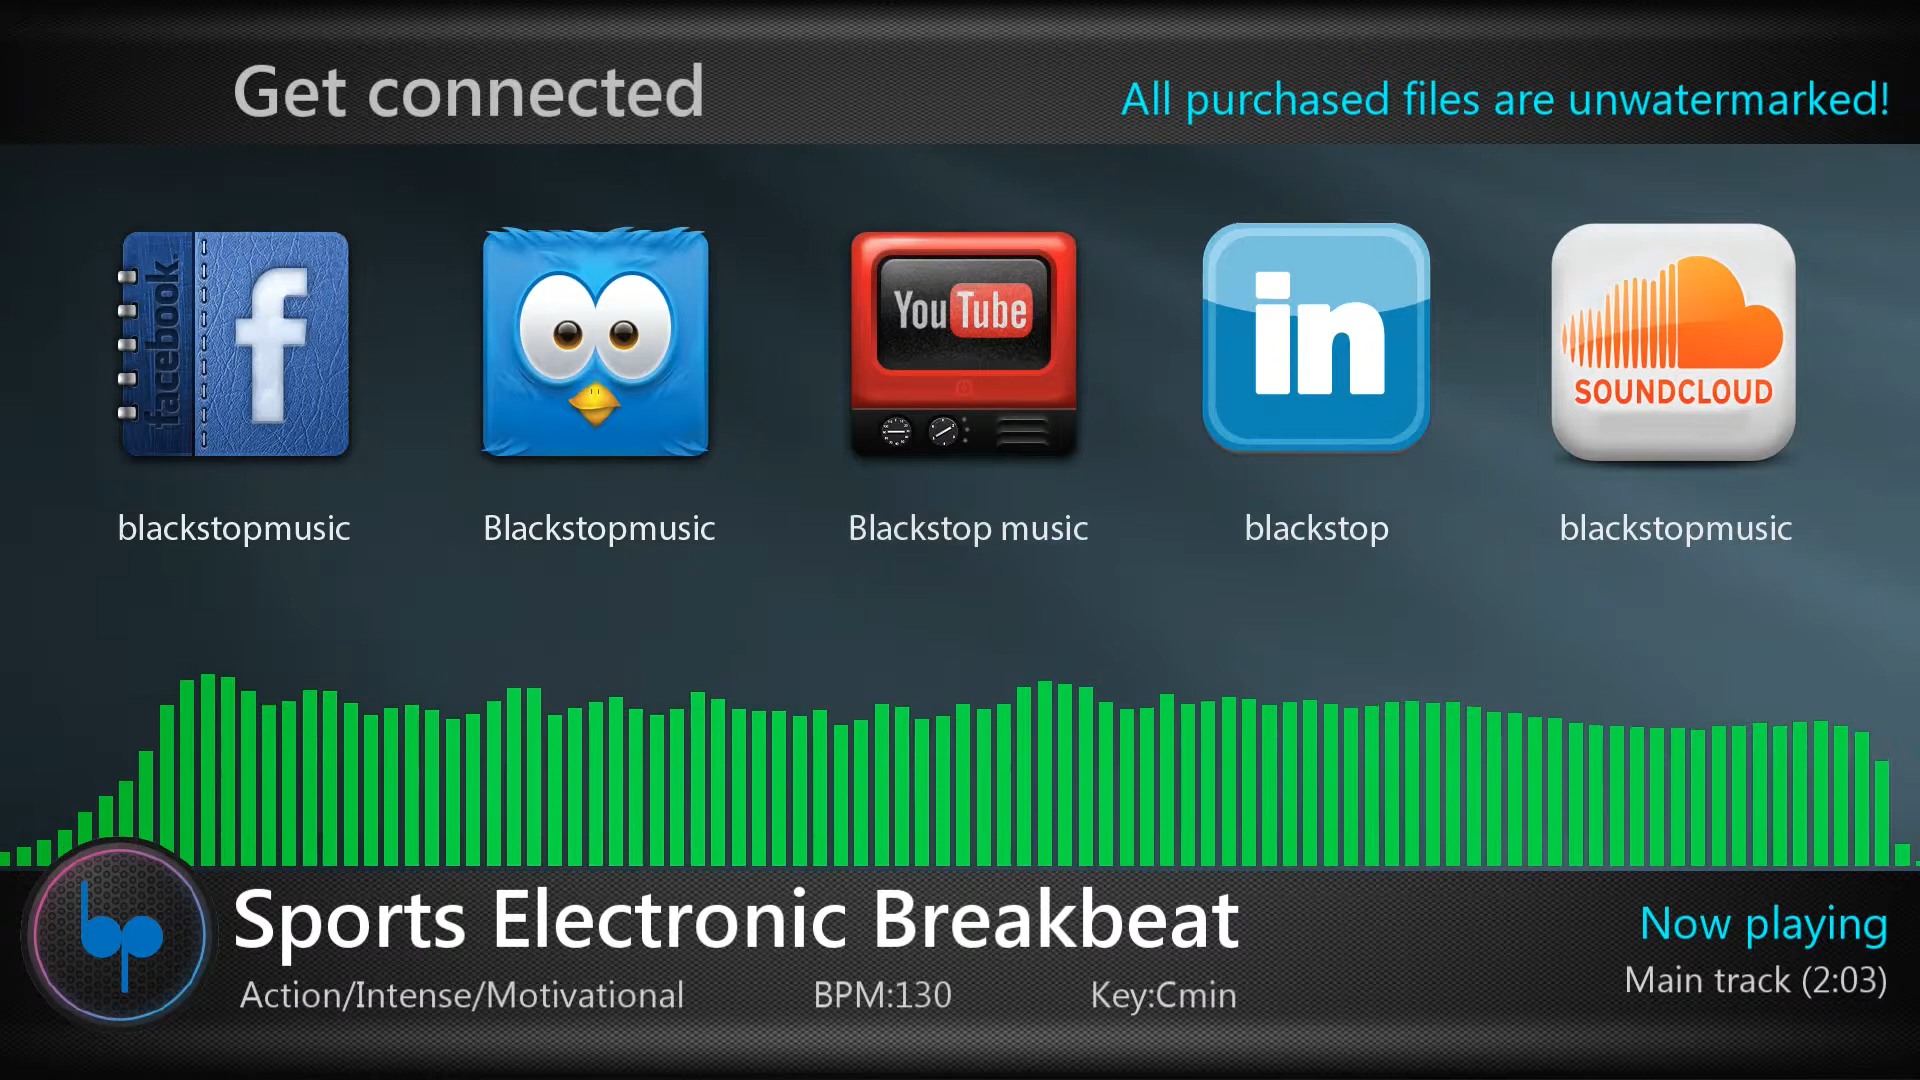 Get connected
All purchased files are unwatermarked!
facebook.
f
You Tube
in
SOUNDCLOUD
blackstopmusic
Blackstopmusic
Blackstop music
blackstop
blackstopmusic
bp
Sports Electronic Breakbeat
Action/Intense/Motivational
BPM:130
Key:Cmin
Now playing
Main track (2:03)